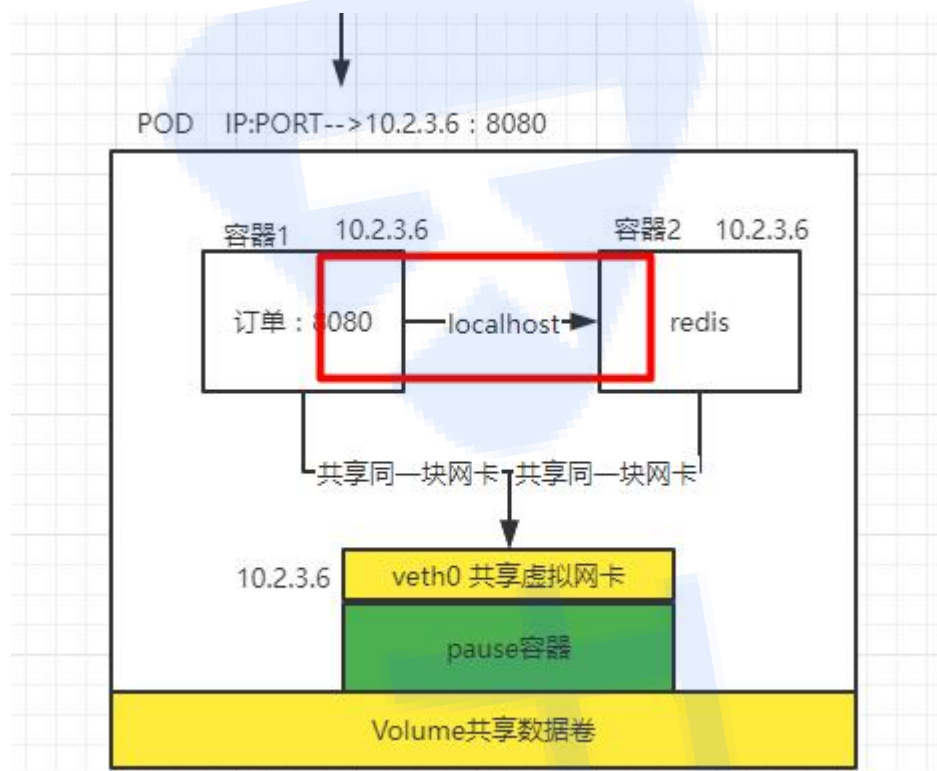 POD IP:PORT-->10.2.3.6：8080
容器1 10.2.3.6
容器2 10.2.3.6
订单：8080
localhost
redis
共享同一块网卡
共享同一块网卡
10.2.3.6
veth0 共享虚拟网卡
pause容器
Volume共享数据卷